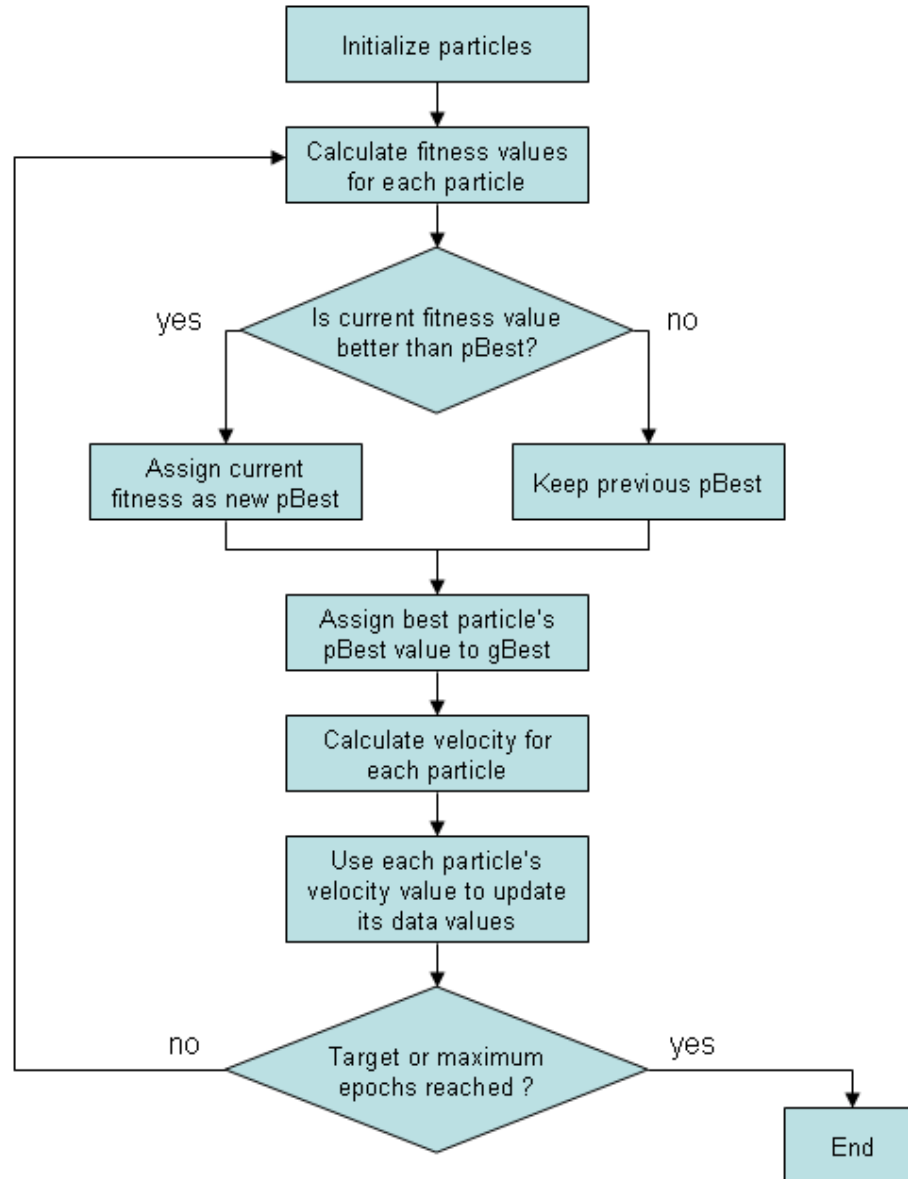 Initialize particles
Calculate fitness values
for each particle
yes
Is current fitness value
better than pBest?
no
Assign current
fitness as new pBest
Keep previous pBest
Assign best particle's
pBest value to gBest
Calculate velocity for
each particle
Use each particle's
velocity value to update
its data values
no
Target or maximum
epochs reached ?
yes
End